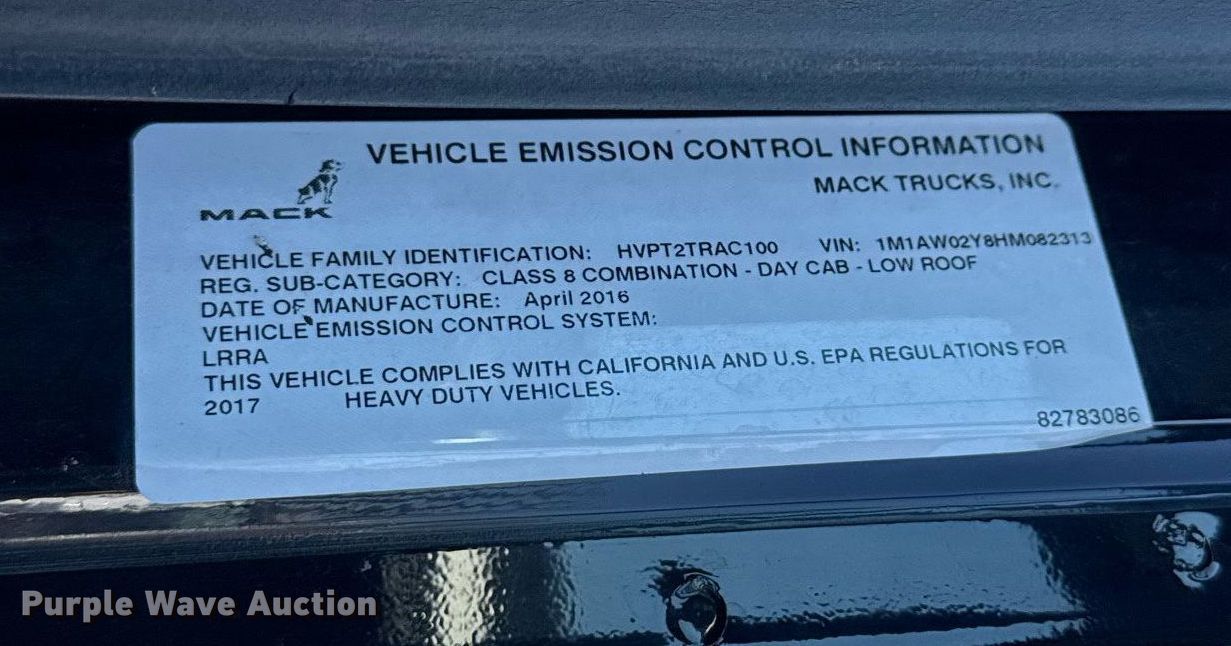 VEHICLE EMISSION CONTROL INFORMATION
MACK TRUCKS, INC.
MACK
VEHICLE FAMILY IDENTIFICATION: HVPT2TRAC100 VIN: 1M1AW02Y8HM082313
REG. SUB-CATEGORY: CLASS 8 COMBINATION - DAY CAB - LOW ROOF
DATE OF MANUFACTURE: April 2016
VEHICLE EMISSION CONTROL SYSTEM:
LRRA
THIS VEHICLE COMPLIES WITH CALIFORNIA AND U.S. EPA REGULATIONS FOR
2017 HEAVY DUTY VEHICLES.
82783086
Purple Wave Auction